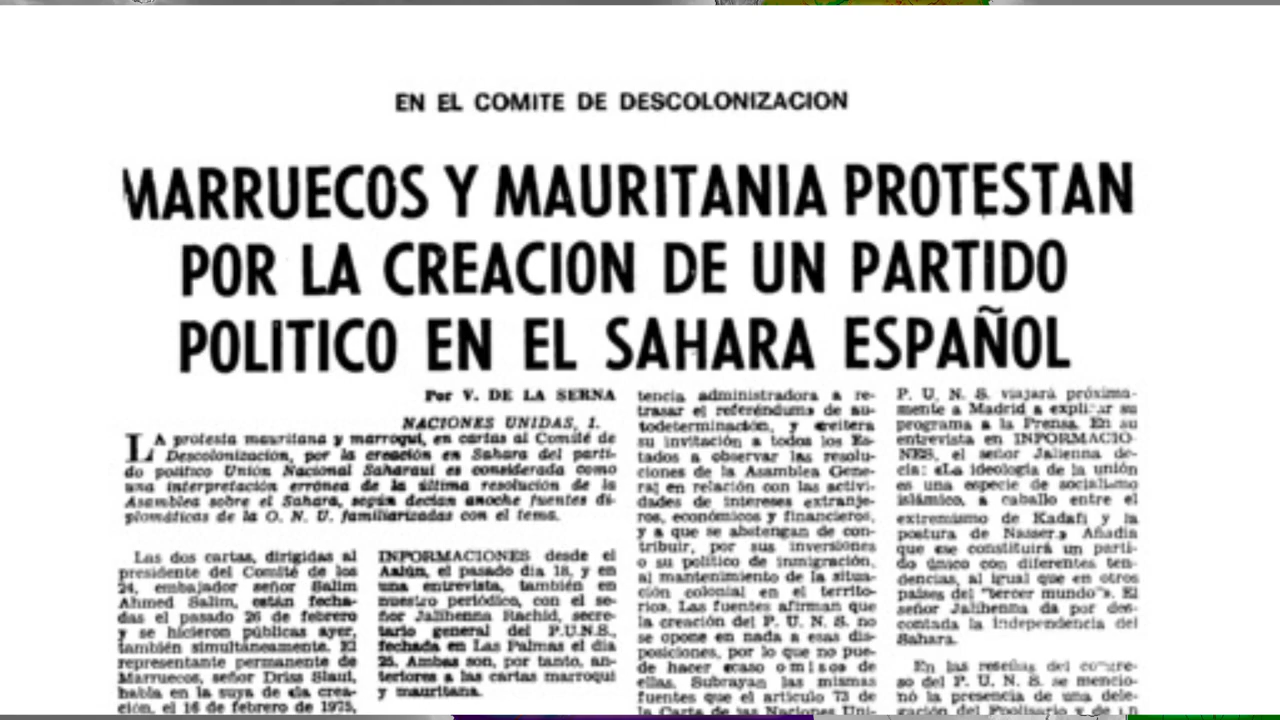 EN EL COMITE DE DESCOLONIZACION
MARRUECOS Y MAURITANIA PROTESTAN
POR LA CREACION DE UN PARTIDO
POLITICO EN EL SAHARA ESPAÑOL
Por V. DE LA SERNA
NACIONES UNIDAS, 1.
LA protesta mauritana y marroquí, en cartas al Comité de
Descolonización, por la creación en Sahara del parti-
do político Unión Nacional Saharaui es considerada como
una interpretación errónea de la última resolución de la
Asamblea sobre el Sahara, según decían anoche fuentes di-
plomáticas de la O. N. U. familiarizadas con el tema.
Las dos cartas, dirigidas al
presidente del Comité de los
24, embajador señor Salim
Ahmed Salim, están fecha-
das el pasado 26 de febrero
y se hicieron públicas ayer,
también simultáneamente. El
representante permanente de
Marruecos, señor Driss Slaui,
habla en la suya de «la crea-
ción, el 16 de febrero de 1975,
INFORMACIONES desde el
Aaiún, el pasado día 18, y en
una entrevista, también en
nuestro periódico, con el se-
ñor Jalihenna Rachid, secre-
tario general del P.U.N.S.,
fechada en Las Palmas el día
25. Ambas son, por tanto, an-
teriores a las cartas marroquí
y mauritana.
tencia administradora a re-
trasar el referéndums de au-
todeterminación, y «reitera
su invitación a todos los Es-
tados a observar las resolu-
ciones de la Asamblea Gene-
ral en relación con las activi-
dades de intereses extranje-
ros, económicos y financieros,
y a que se abstengan de con-
tribuir, por sus inversiones
o su político de inmigración,
al mantenimiento de la situa-
ción colonial en el territo-
rio». Las fuentes afirman que
la creación del P. U. N. S. no
se opone en nada a esas dis-
posiciones, por lo que no pue-
de hacer caso omiso de
ellas. Subrayan las mismas
fuentes que el artículo 73 de
la Carta de las Naciones Uni-
P. U. N. S. viajará próxima-
mente a Madrid a explicar su
programa a la Prensa. En su
entrevista en INFORMACIO-
NES, el señor Jalienna de-
cía: «La ideología de la unión
es una especie de socialismo
islámico, a caballo entre el
extremismo de Kadafi y la
postura de Nasser.» Añadía
que «se constituirá un parti-
do único con diferentes ten-
dencias, al igual que en otros
países del "tercer mundo"». El
señor Jalihenna da por des-
contada la independencia del
Sahara.
En las reseñas del congre-
so del P. U. N. S. se mencio-
nó la presencia de una dele-
gación del Poolisario y de un